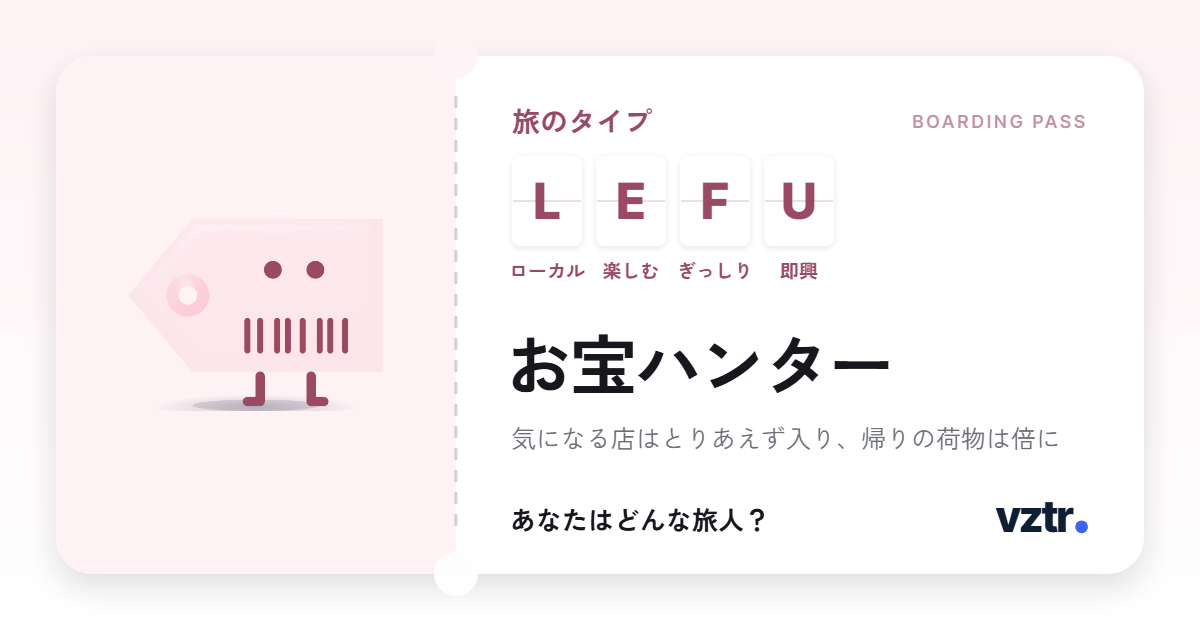 旅のタイプ
BOARDING PASS
L E F U
ローカル 楽しむ ぎっしり 即興
お宝ハンター
気になる店はとりあえず入り、帰りの荷物は倍に
あなたはどんな旅人？
vztr.